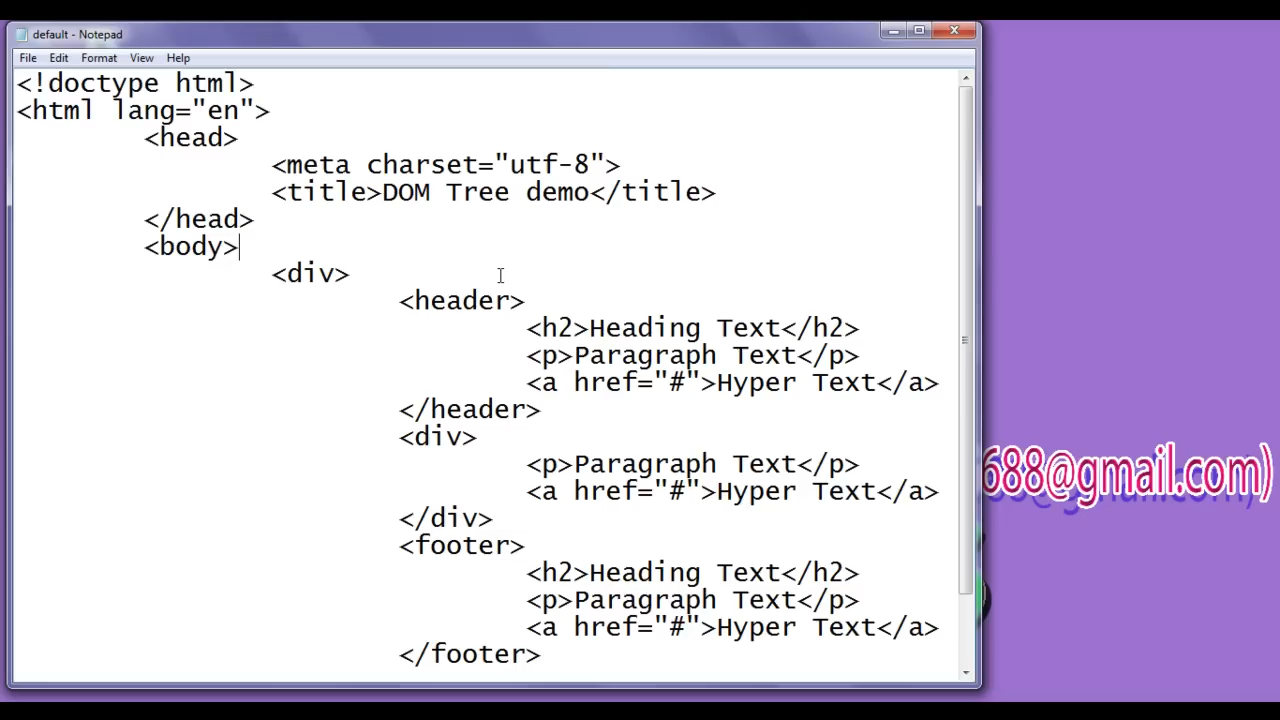 default - Notepad
File Edit Format View Help
<!doctype html>
<html lang="en">
<head>
<meta charset="utf-8">
<title>DOM Tree demo</title>
</head>
<body>
<div>
<header>
<h2>Heading Text</h2>
<p>Paragraph Text</p>
<a href="#">Hyper Text</a>
</header>
<div>
<p>Paragraph Text</p>
<a href="#">Hyper Text</a>
</div>
<footer>
<h2>Heading Text</h2>
<p>Paragraph Text</p>
<a href="#">Hyper Text</a>
</footer>
688@gmail.com)